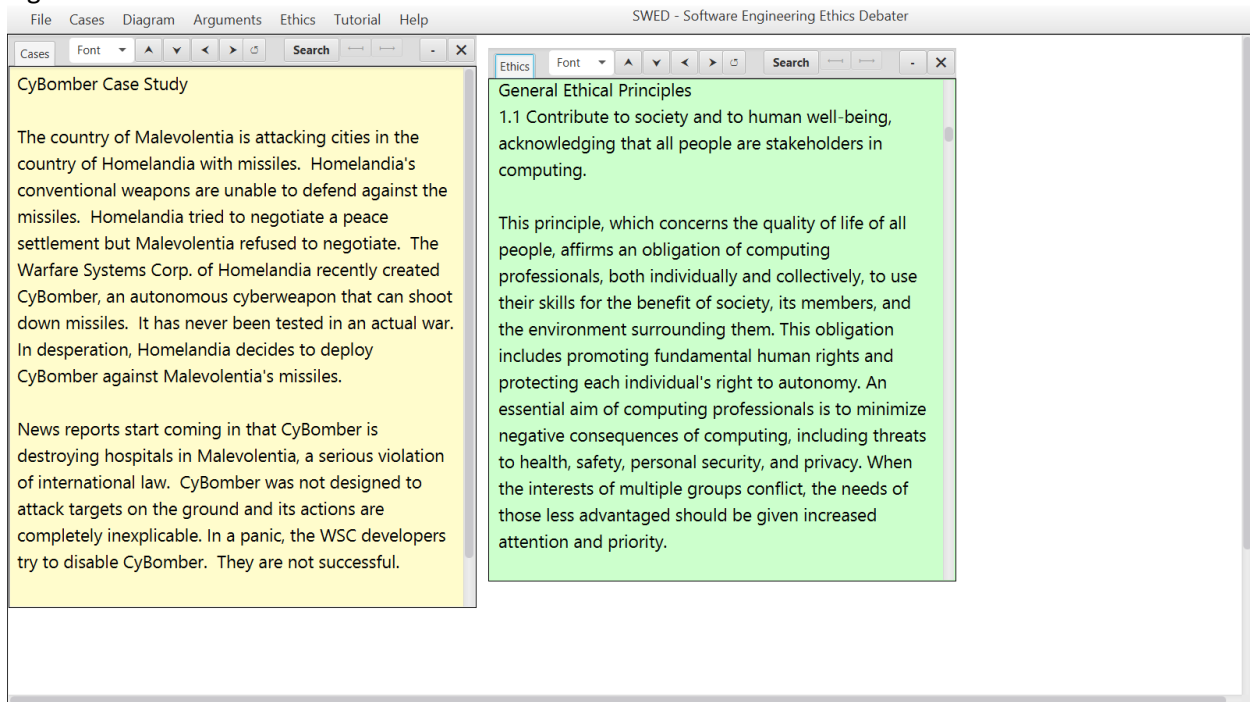 File Cases Diagram Arguments Ethics Tutorial Help
SWED - Software Engineering Ethics Debater
Cases Font Search - X
CyBomber Case Study
The country of Malevolentia is attacking cities in the
country of Homelandia with missiles. Homelandia's
conventional weapons are unable to defend against the
missiles. Homelandia tried to negotiate a peace
settlement but Malevolentia refused to negotiate. The
Warfare Systems Corp. of Homelandia recently created
CyBomber, an autonomous cyberweapon that can shoot
down missiles. It has never been tested in an actual war.
In desperation, Homelandia decides to deploy
CyBomber against Malevolentia's missiles.
News reports start coming in that CyBomber is
destroying hospitals in Malevolentia, a serious violation
of international law. CyBomber was not designed to
attack targets on the ground and its actions are
completely inexplicable. In a panic, the WSC developers
try to disable CyBomber. They are not successful.
Ethics Font Search - X
General Ethical Principles
1.1 Contribute to society and to human well-being,
acknowledging that all people are stakeholders in
computing.
This principle, which concerns the quality of life of all
people, affirms an obligation of computing
professionals, both individually and collectively, to use
their skills for the benefit of society, its members, and
the environment surrounding them. This obligation
includes promoting fundamental human rights and
protecting each individual's right to autonomy. An
essential aim of computing professionals is to minimize
negative consequences of computing, including threats
to health, safety, personal security, and privacy. When
the interests of multiple groups conflict, the needs of
those less advantaged should be given increased
attention and priority.